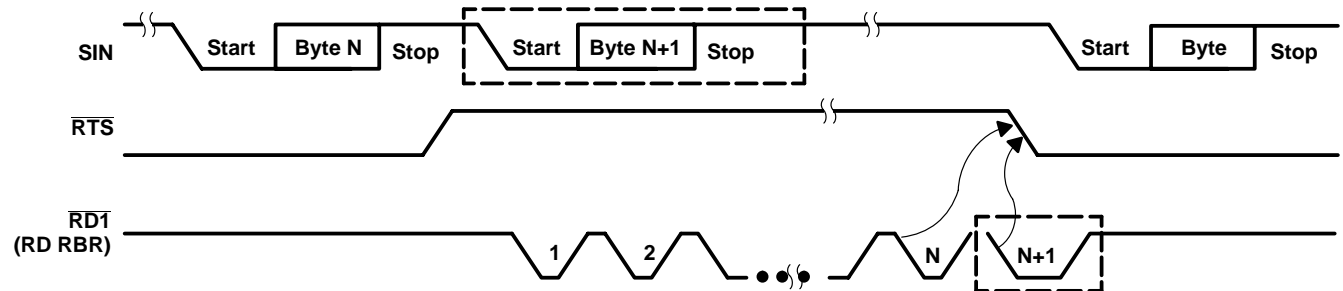 SIN
Start Byte N Stop Start Byte N+1 Stop Start Byte Stop
RTS
RD1
(RD RBR)
1 2 N N+1